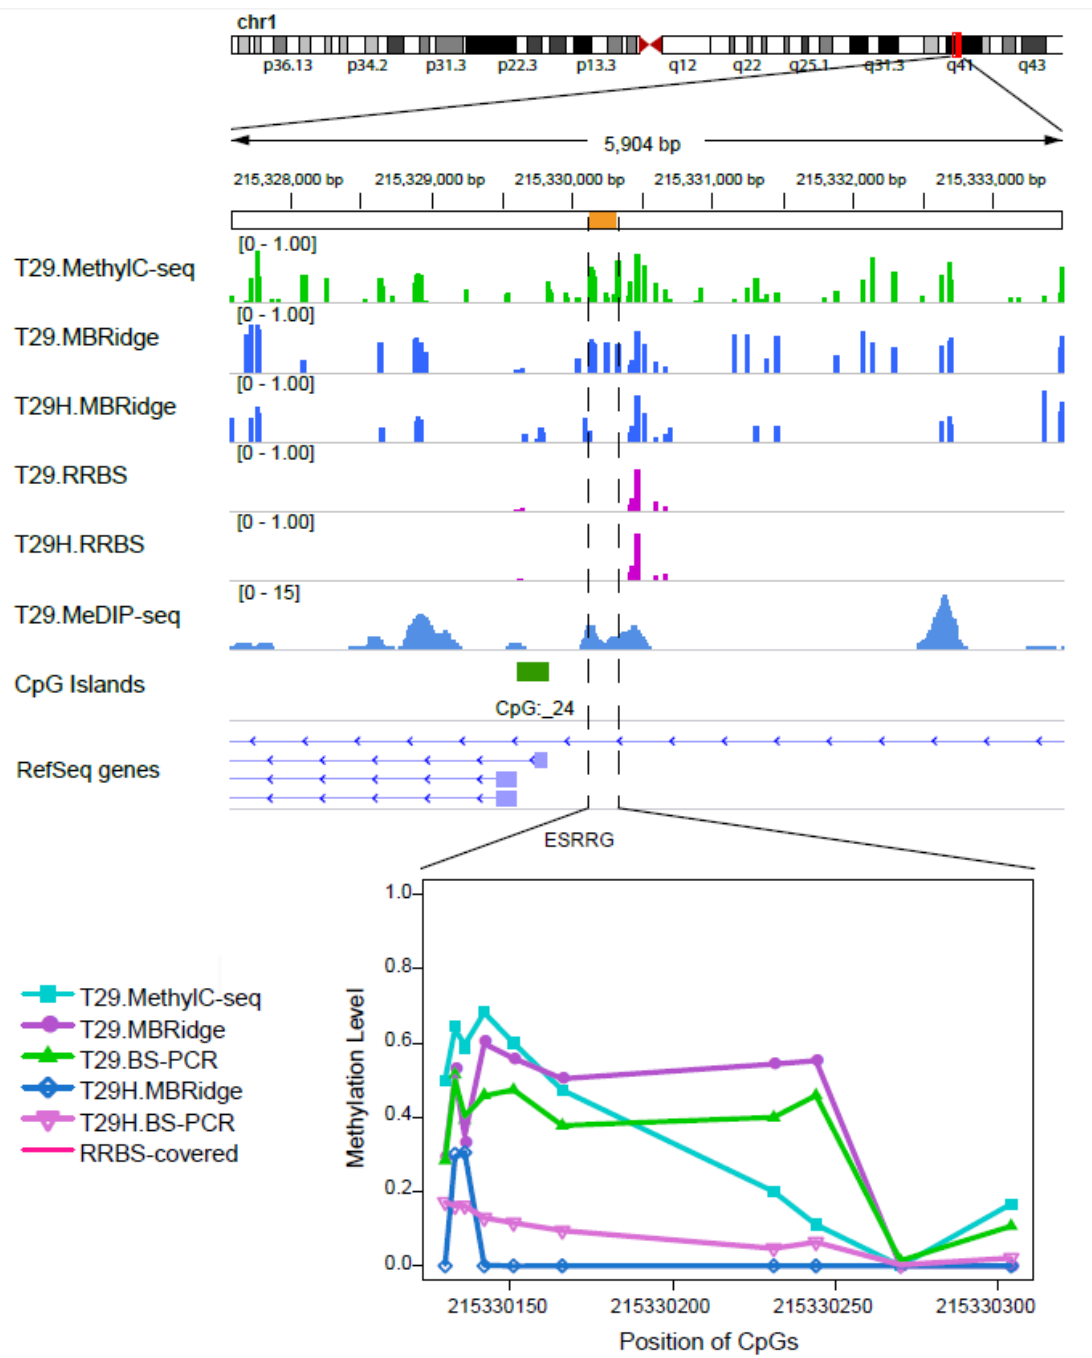 chr1
p36.13 p34.2 p31.3 p22.3 p13.3 q12 q22 q25.1 q31.3 q41 q43
5,904 bp
215,328,000 bp 215,329,000 bp 215,330,000 bp 215,331,000 bp 215,332,000 bp 215,333,000 bp
[0 - 1.00]
T29.MethylC-seq
[0 - 1.00]
T29.MBRidge
[0 - 1.00]
T29H.MBRidge
[0 - 1.00]
T29.RRBS
[0 - 1.00]
T29H.RRBS
[0 - 15]
T29.MeDIP-seq
CpG Islands
CpG:_24
RefSeq genes
ESRRG
1.0
0.8
0.6
0.4
0.2
0.0
Methylation Level
T29.MethylC-seq
T29.MBRidge
T29.BS-PCR
T29H.MBRidge
T29H.BS-PCR
RRBS-covered
215330150 215330200 215330250 215330300
Position of CpGs